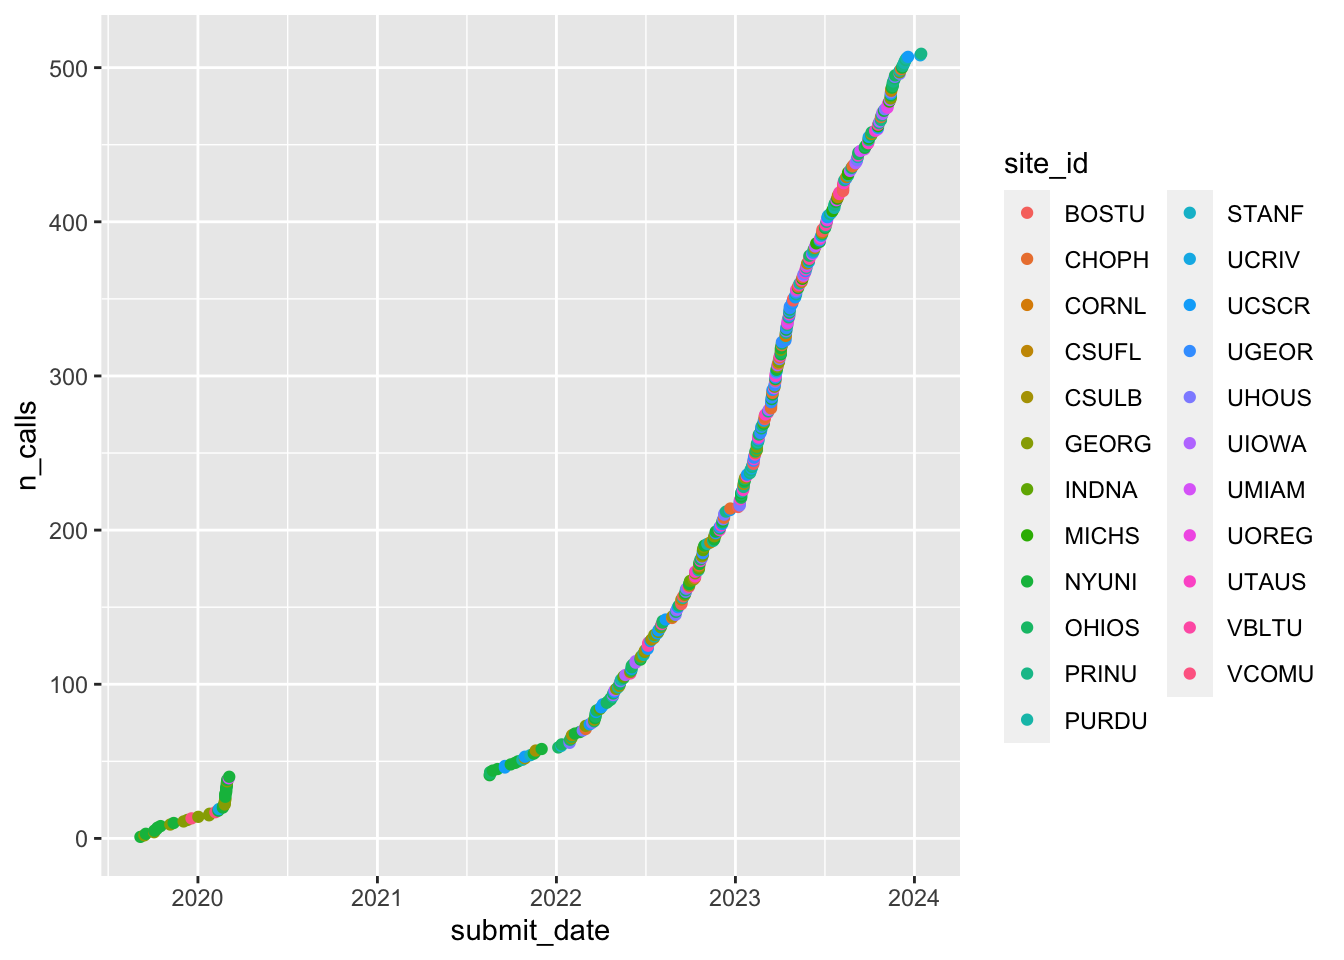 500
400
300
200
100
0
n_calls
2020 2021 2022 2023 2024
submit_date
site_id
BOSTU
CHOPH
CORNL
CSUFL
CSULB
GEORG
INDNA
MICHS
NYUNI
OHIOS
PRINU
PURDU
STANF
UCRIV
UCSCR
UGEOR
UHOUS
UIOWA
UMIAM
UOREG
UTAUS
VBLTU
VCOMU